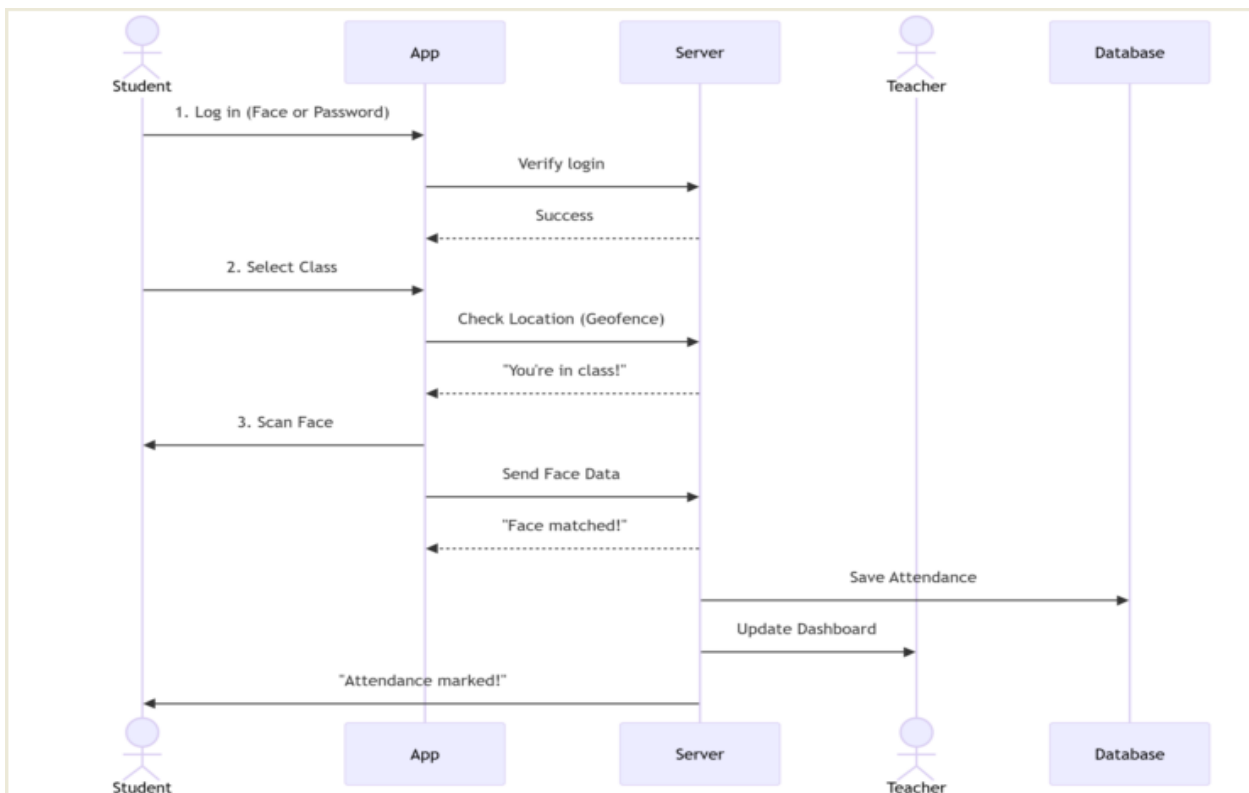 Student
App
Server
Teacher
Database
1. Log in (Face or Password)
Verify login
Success
2. Select Class
Check Location (Geofence)
"You're in class!"
3. Scan Face
Send Face Data
"Face matched!"
Save Attendance
Update Dashboard
"Attendance marked!"
Student
App
Server
Teacher
Database